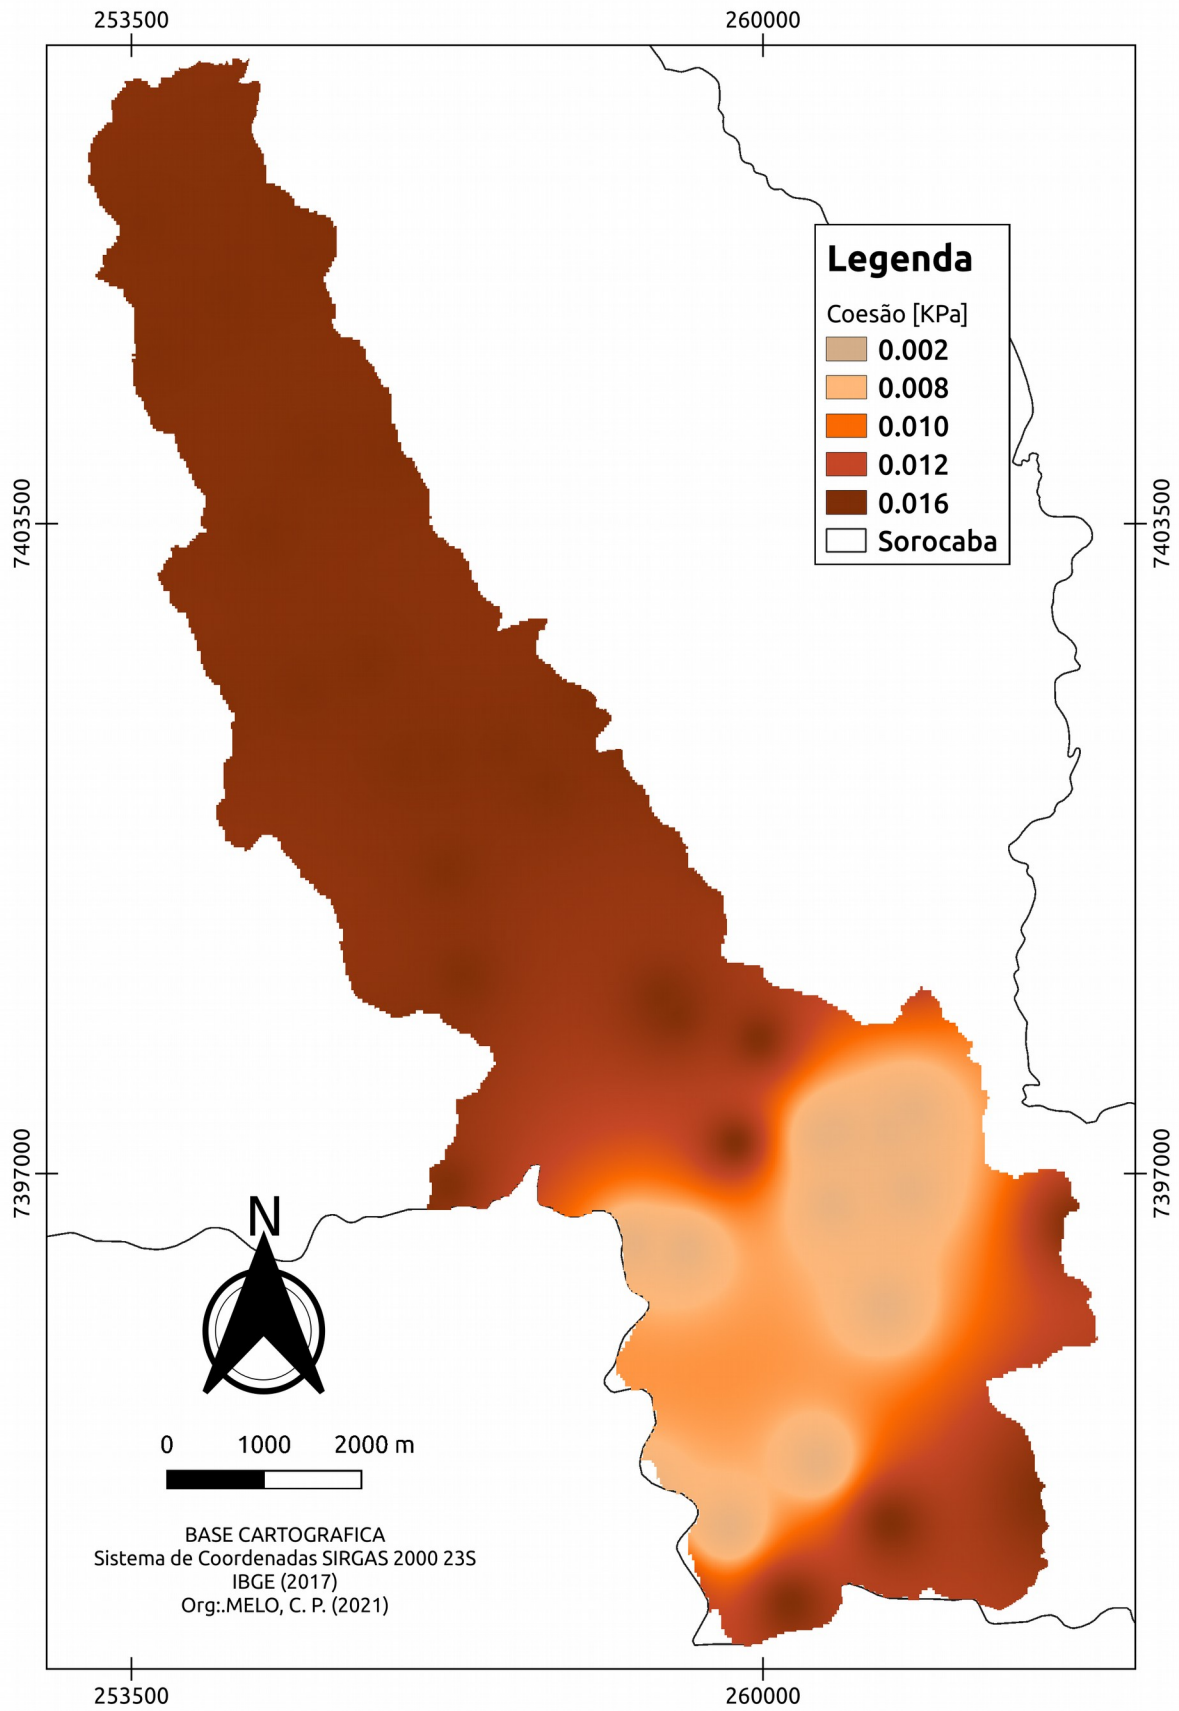 253500
260000
Legenda
Coesão [KPa]
0.002
0.008
0.010
0.012
0.016
Sorocaba
7403500
7403500
7397000
7397000
N
0 1000 2000 m
BASE CARTOGRAFICA
Sistema de Coordenadas SIRGAS 2000 23S
IBGE (2017)
Org:.MELO, C. P. (2021)
253500
260000